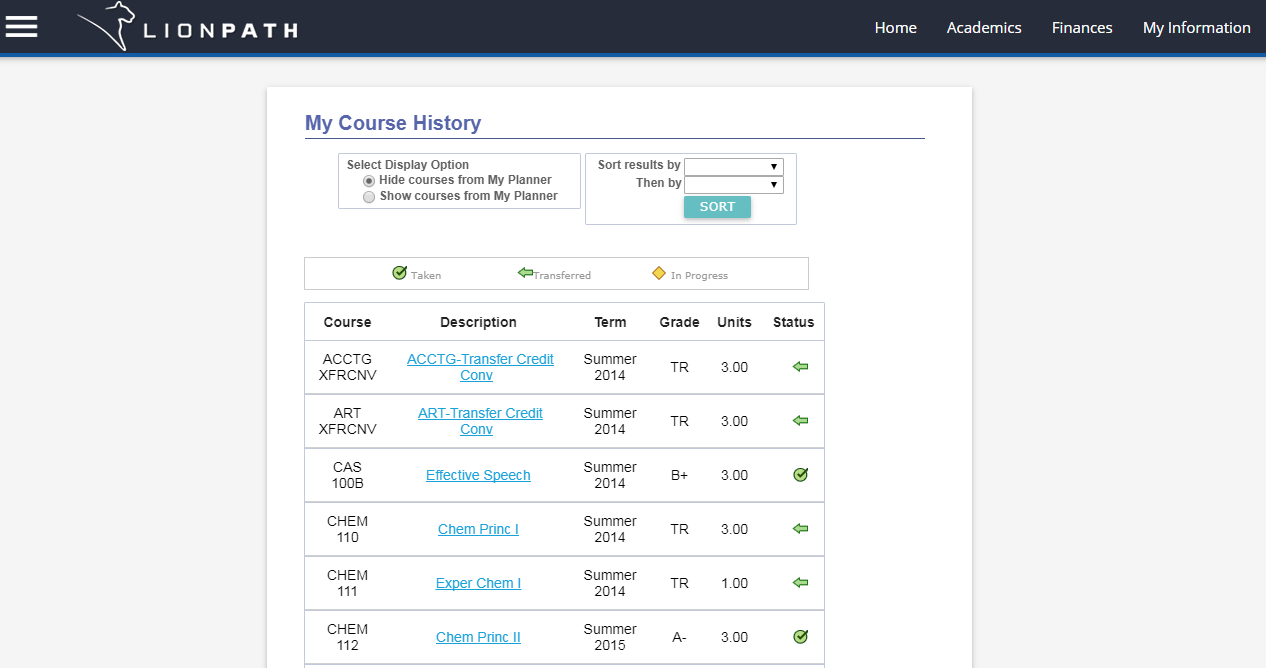 LIONPATH
Home Academics Finances My Information
My Course History
Select Display Option
Hide courses from My Planner
Show courses from My Planner
Sort results by
Then by
SORT
Taken Transferred In Progress
Course Description Term Grade Units Status
ACCTG ACCTG-Transfer Credit Summer
XFRCNV Conv 2014 TR 3.00
ART ART-Transfer Credit Summer
XFRCNV Conv 2014 TR 3.00
CAS Effective Speech Summer B+ 3.00
100B 2014
CHEM Chem Princ I Summer TR 3.00
110 2014
CHEM Exper Chem I Summer TR 1.00
111 2014
CHEM Chem Princ II Summer A- 3.00
112 2015